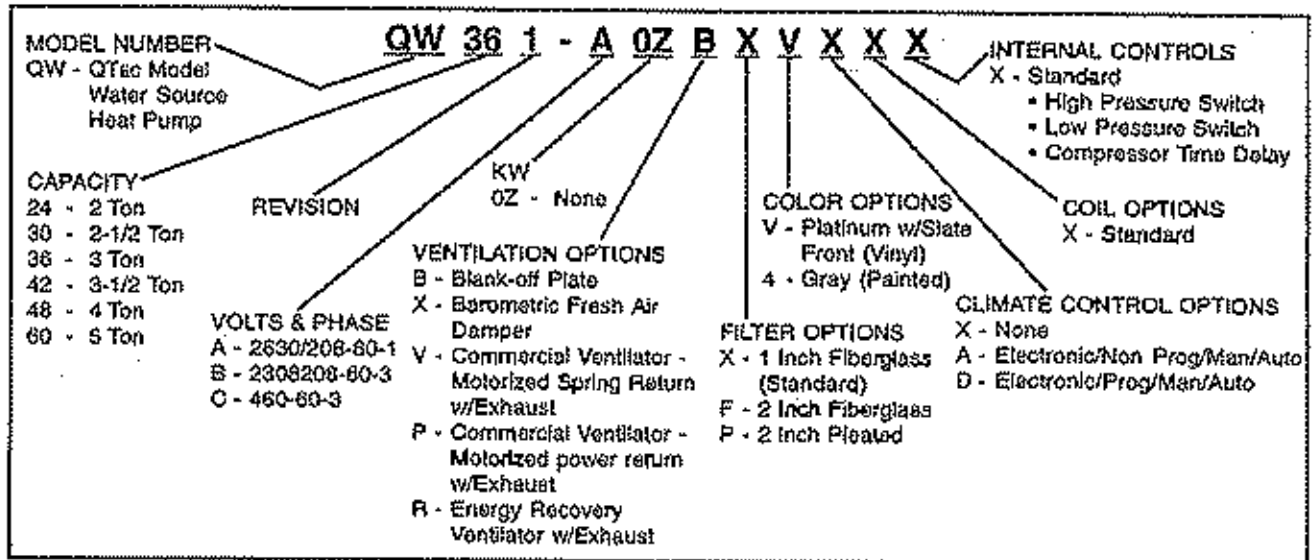 QW 36 1 - A 0Z B X V X X X
MODEL NUMBER
QW - QTec Model
Water Source
Heat Pump
CAPACITY
24 - 2 Ton
30 - 2-1/2 Ton
36 - 3 Ton
42 - 3-1/2 Ton
48 - 4 Ton
60 - 5 Ton
REVISION
VOLTS & PHASE
A - 2630/208-60-1
B - 2308208-60-3
C - 460-60-3
KW
0Z - None
VENTILATION OPTIONS
B - Blank-off Plate
X - Barometric Fresh Air
Damper
V - Commercial Ventilator -
Motorized Spring Return
w/Exhaust
P - Commercial Ventilator -
Motorized power return
w/Exhaust
R - Energy Recovery
Ventilator w/Exhaust
FILTER OPTIONS
X - 1 Inch Fiberglass
(Standard)
F - 2 Inch Fiberglass
P - 2 Inch Pleated
COLOR OPTIONS
V - Platinum w/Slate
Front (Vinyl)
4 - Gray (Painted)
CLIMATE CONTROL OPTIONS
X - None
A - Electronic/Non Prog/Man/Auto
D - Electronic/Prog/Man/Auto
COIL OPTIONS
X - Standard
INTERNAL CONTROLS
X - Standard
• High Pressure Switch
• Low Pressure Switch
• Compressor Time Delay